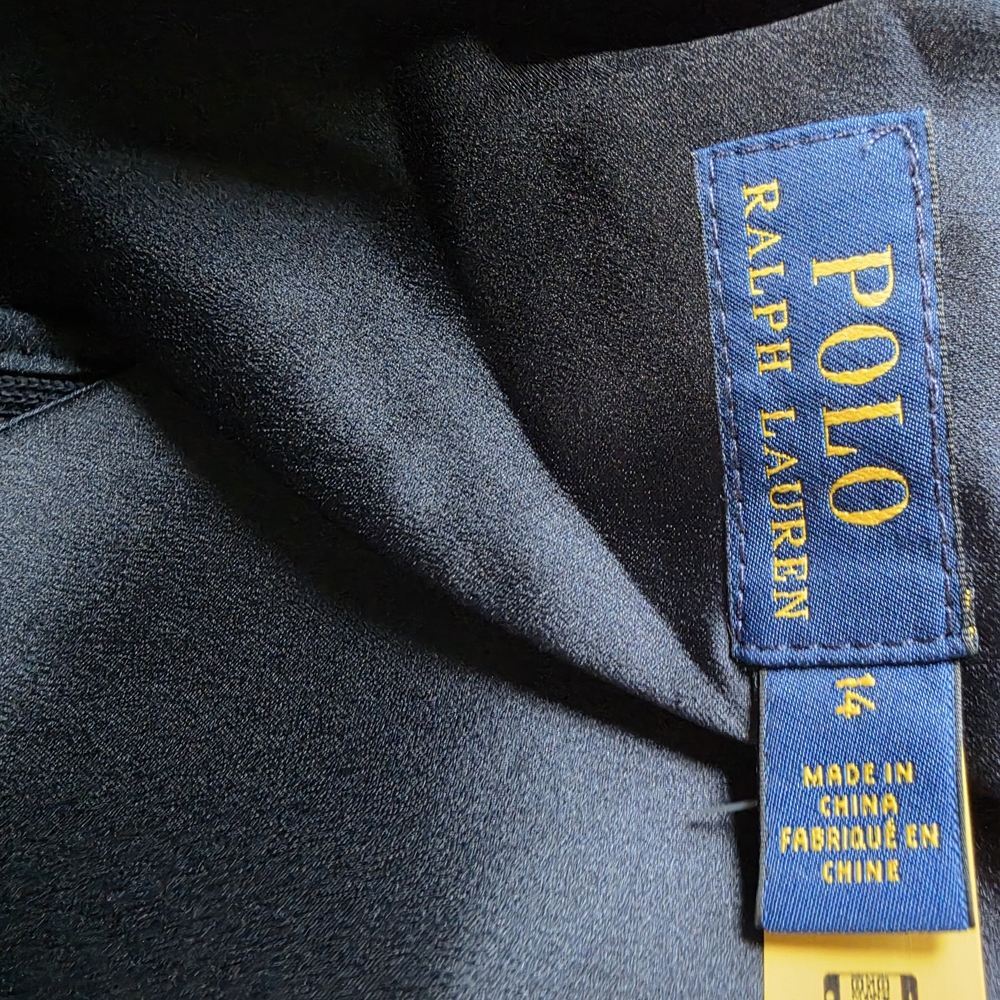 POLO
RALPH LAUREN
14
MADE IN
CHINA
FABRIQUÉ EN
CHINE